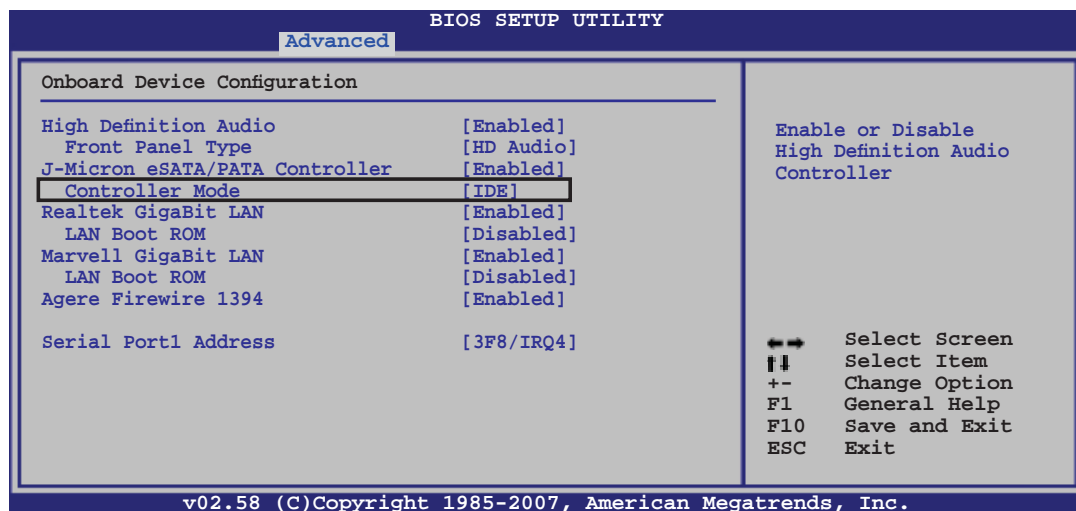 BIOS SETUP UTILITY
Advanced
Onboard Device Configuration
High Definition Audio [Enabled]
Front Panel Type [HD Audio]
J-Micron eSATA/PATA Controller [Enabled]
Controller Mode [IDE]
Realtek GigaBit LAN [Enabled]
LAN Boot ROM [Disabled]
Marvell GigaBit LAN [Enabled]
LAN Boot ROM [Disabled]
Agere Firewire 1394 [Enabled]
Serial Port1 Address [3F8/IRQ4]
Enable or Disable
High Definition Audio
Controller
←→ Select Screen
↑↓ Select Item
+- Change Option
F1 General Help
F10 Save and Exit
ESC Exit
v02.58 (C)Copyright 1985-2007, American Megatrends, Inc.